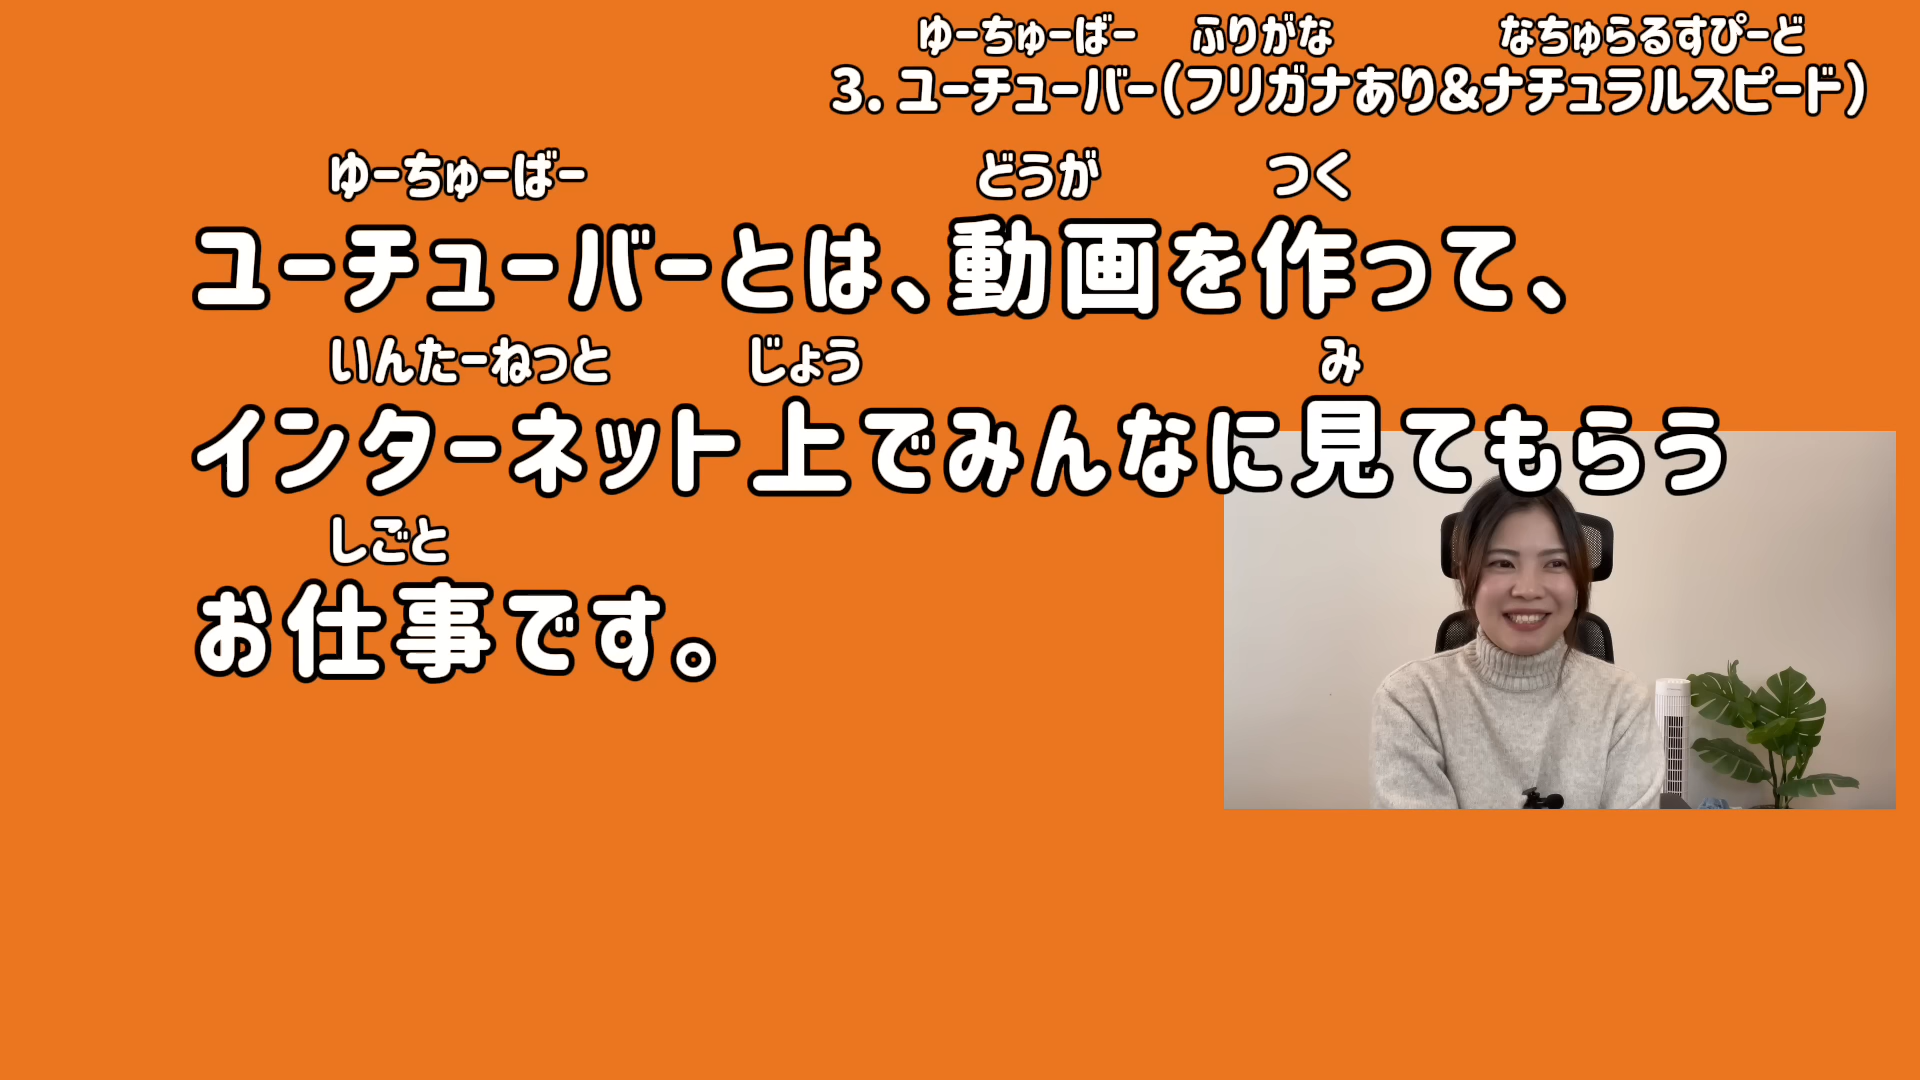 ゆーちゅーばー ふりがな なちゅらるすぴーど
3. ユーチューバー(フリガナあり&ナチュラルスピード)
ゆーちゅーばー どうが つく
ユーチューバーとは、動画を作って、
いんたーねっと じょう み
インターネット上でみんなに見てもらう
しごと
お仕事です。